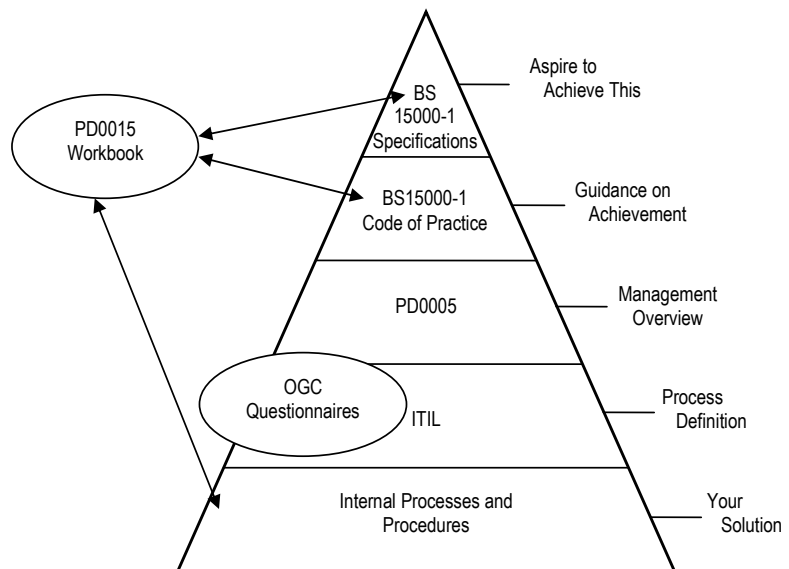 PD0015
Workbook
BS
15000-1
Specifications
Aspire to
Achieve This
BS15000-1
Code of Practice
Guidance on
Achievement
PD0005
Management
Overview
OGC
Questionnaires
ITIL
Process
Definition
Internal Processes and
Procedures
Your
Solution